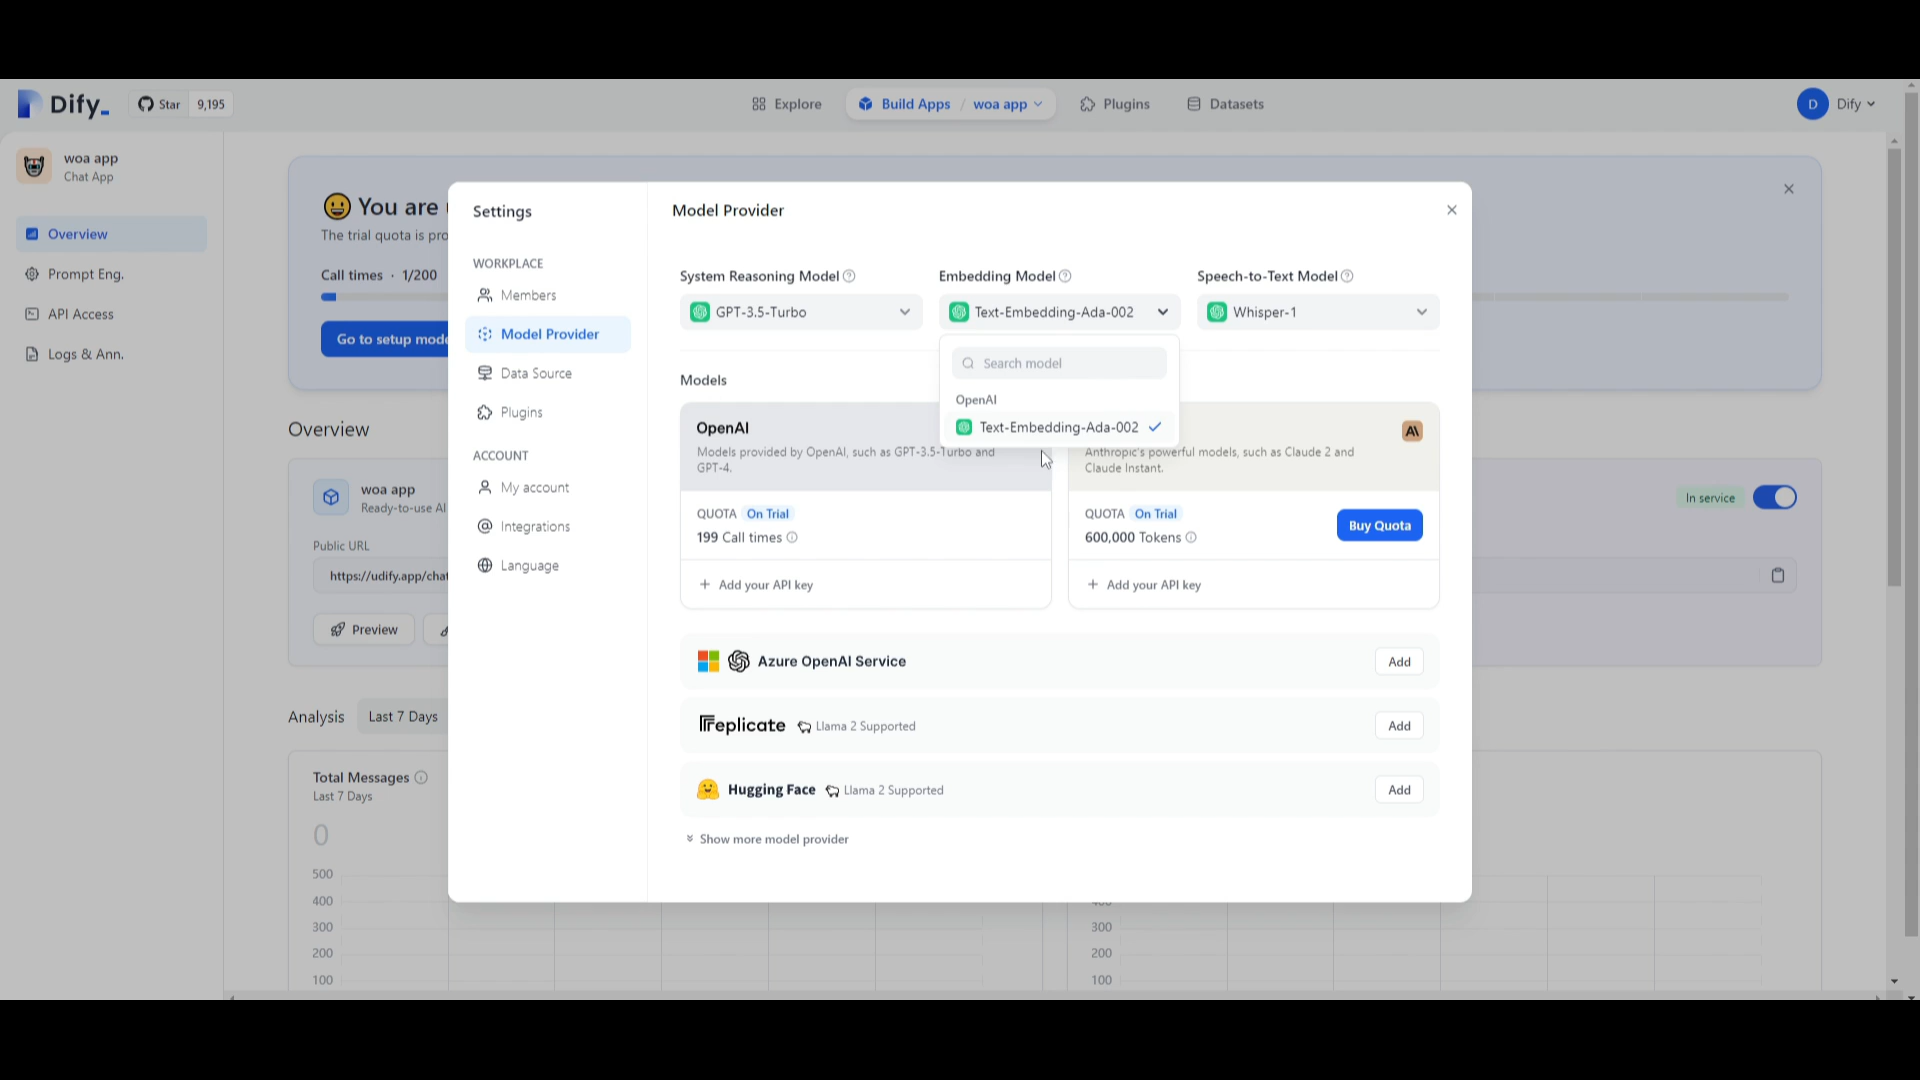 Dify_
Star 9,195
Explore
Build Apps / woa app
Plugins
Datasets
D Dify
woa app
Chat App
Overview
Prompt Eng.
API Access
Logs & Ann.
You are
The trial quota is pro
Call times · 1/200
Go to setup mode
Overview
woa app
Ready-to-use AI
Public URL
https://udify.app/chat
Preview
In service
Analysis
Last 7 Days
Total Messages
Last 7 Days
0
500
400
300
200
100
300
200
100
Settings
WORKPLACE
Members
Model Provider
Data Source
Plugins
ACCOUNT
My account
Integrations
Language
Model Provider
System Reasoning Model
Embedding Model
Speech-to-Text Model
GPT-3.5-Turbo
Text-Embedding-Ada-002
Whisper-1
Search model
OpenAI
Text-Embedding-Ada-002
Models
OpenAI
Models provided by OpenAI, such as GPT-3.5-Turbo and
GPT-4.
QUOTA On Trial
199 Call times
+ Add your API key
A\
Anthropic's powerful models, such as Claude 2 and
Claude Instant.
QUOTA On Trial
600,000 Tokens
Buy Quota
+ Add your API key
Azure OpenAI Service
Add
Replicate Llama 2 Supported
Add
Hugging Face Llama 2 Supported
Add
Show more model provider